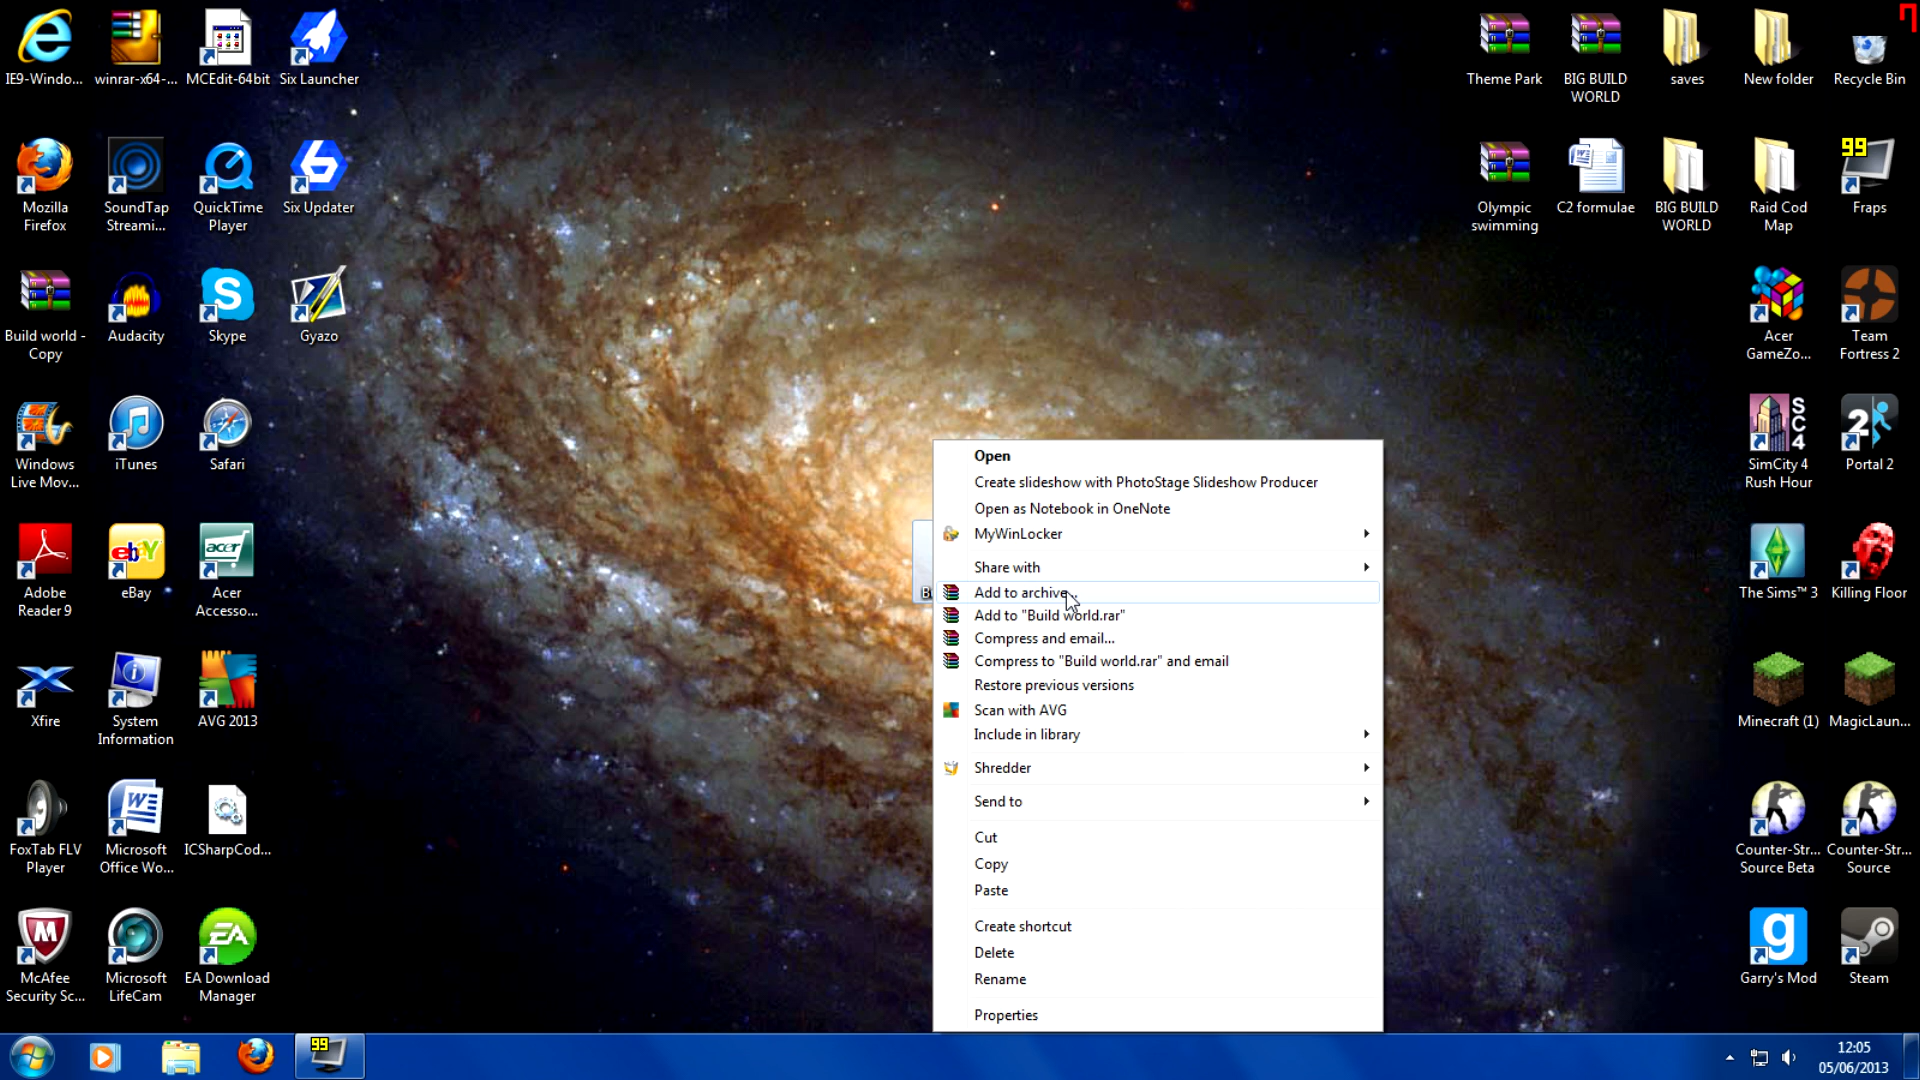 IE9-Windo...
winrar-x64-...
MCEdit-64bit
Six Launcher
Mozilla
Firefox
SoundTap
Streami...
QuickTime
Player
Six Updater
Build world -
Copy
Audacity
Skype
Gyazo
Windows
Live Mov...
iTunes
Safari
Adobe
Reader 9
ebY
eBay
acer
Acer
Accesso...
Xfire
System
Information
AVG 2013
FoxTab FLV
Player
Microsoft
Office Wo...
ICSharpCod...
McAfee
Security Sc...
Microsoft
LifeCam
EA
EA Download
Manager
Theme Park
BIG BUILD
WORLD
saves
New folder
Recycle Bin
7
Olympic
swimming
C2 formulae
BIG BUILD
WORLD
Raid Cod
Map
99
Fraps
Acer
GameZo...
Team
Fortress 2
SC4
SimCity 4
Rush Hour
2
Portal 2
The Sims™ 3
Killing Floor
Minecraft (1)
MagicLaun...
Counter-Str...
Source Beta
Counter-Str...
Source
g
Garry's Mod
Steam
Open
Create slideshow with PhotoStage Slideshow Producer
Open as Notebook in OneNote
MyWinLocker
Share with
Add to archive...
Add to "Build world.rar"
Compress and email...
Compress to "Build world.rar" and email
Restore previous versions
Scan with AVG
Include in library
Shredder
Send to
Cut
Copy
Paste
Create shortcut
Delete
Rename
Properties
99
12:05
05/06/2013